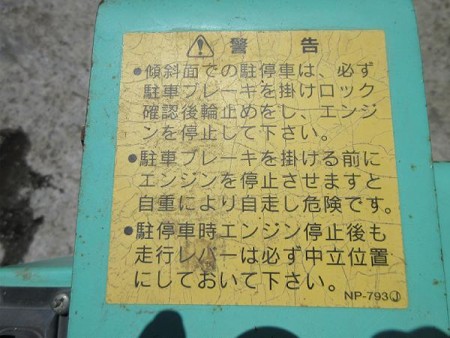 ⚠ 警告
●傾斜面での駐停車は、必ず
駐車ブレーキを掛けロック
確認後輪止めをし、エンジ
ンを停止して下さい。
●駐車ブレーキを掛ける前に
エンジンを停止させますと
自重により自走し危険です。
●駐停車時エンジン停止後も
走行レバーは必ず中立位置
にしておいて下さい。
NP-793Ⓙ